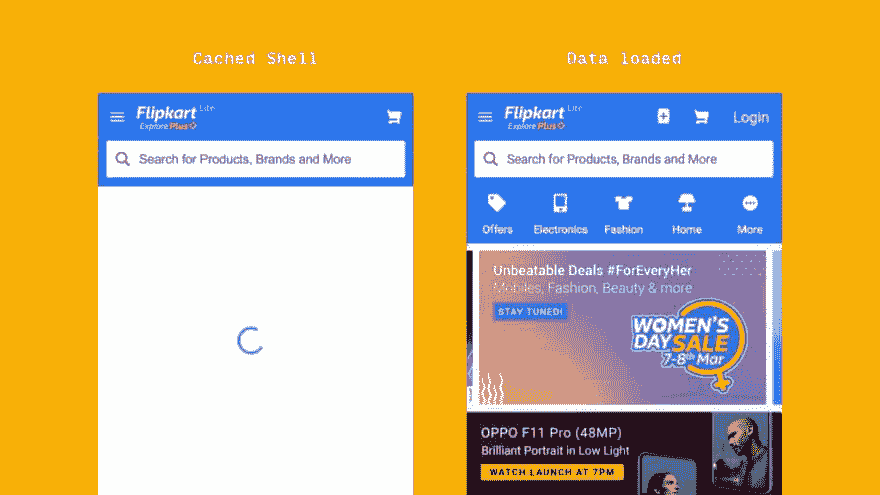 Cached Shell
Flipkart Lite
Explore Plus
Search for Products, Brands and More
Data loaded
Flipkart Lite
Explore Plus
Login
Search for Products, Brands and More
Offers
Electronics
Fashion
Home
More
Unbeatable Deals #ForEveryHer
Mobiles, Fashion, Beauty & more
STAY TUNED!
WOMEN'S
DAY SALE
7-8th Mar
OPPO F11 Pro (48MP)
Brilliant Portrait in Low Light
WATCH LAUNCH AT 7PM